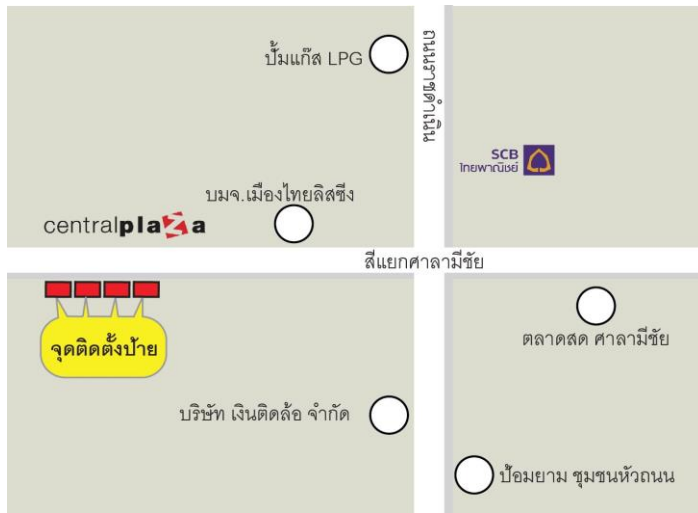 ปั้มแก๊ส LPG
ถนนราชดำเนิน
SCB
ไทยพาณิชย์
บมจ.เมืองไทยลิสซึ่ง
centralplaza
สี่แยกศาลามีชัย
จุดติดตั้งป้าย
ตลาดสด ศาลามีชัย
บริษัท เงินติดล้อ จำกัด
ป้อมยาม ชุมชนหัวถนน